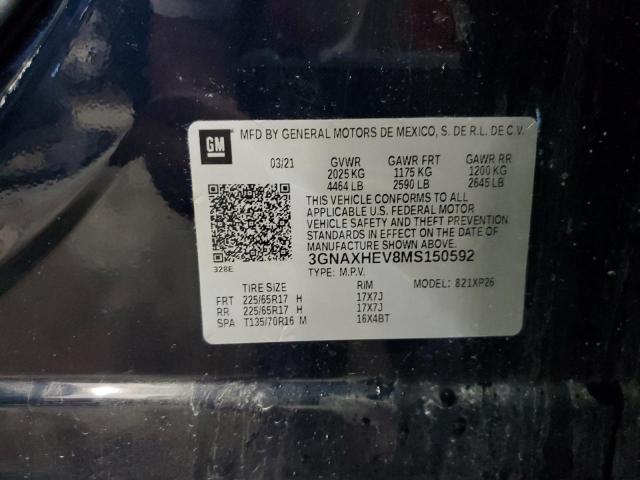 GM
MFD BY GENERAL MOTORS DE MEXICO, S. DE R.L. DE C.V.
03/21 GVWR GAWR FRT GAWR RR
2025 KG 1175 KG 1200 KG
4464 LB 2590 LB 2645 LB
THIS VEHICLE CONFORMS TO ALL
APPLICABLE U.S. FEDERAL MOTOR
VEHICLE SAFETY AND THEFT PREVENTION
STANDARDS IN EFFECT ON THE DATE OF
MANUFACTURE SHOWN ABOVE.
3GNAXHEV8MS150592
328E
TYPE: M.P.V. MODEL: 821XP26
TIRE SIZE RIM
FRT 225/65R17 H 17X7J
RR 225/65R17 H 17X7J
SPA T135/70R16 M 16X4BT